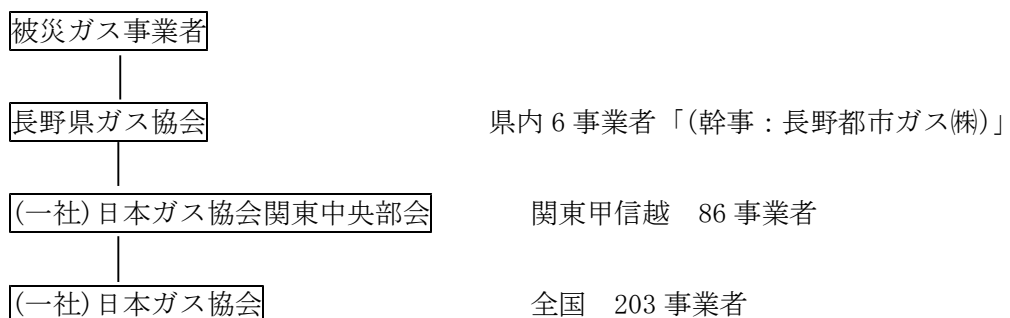 被災ガス事業者
長野県ガス協会 県内6事業者「(幹事：長野都市ガス㈱)」
(一社)日本ガス協会関東中央部会 関東甲信越 86事業者
(一社)日本ガス協会 全国 203事業者